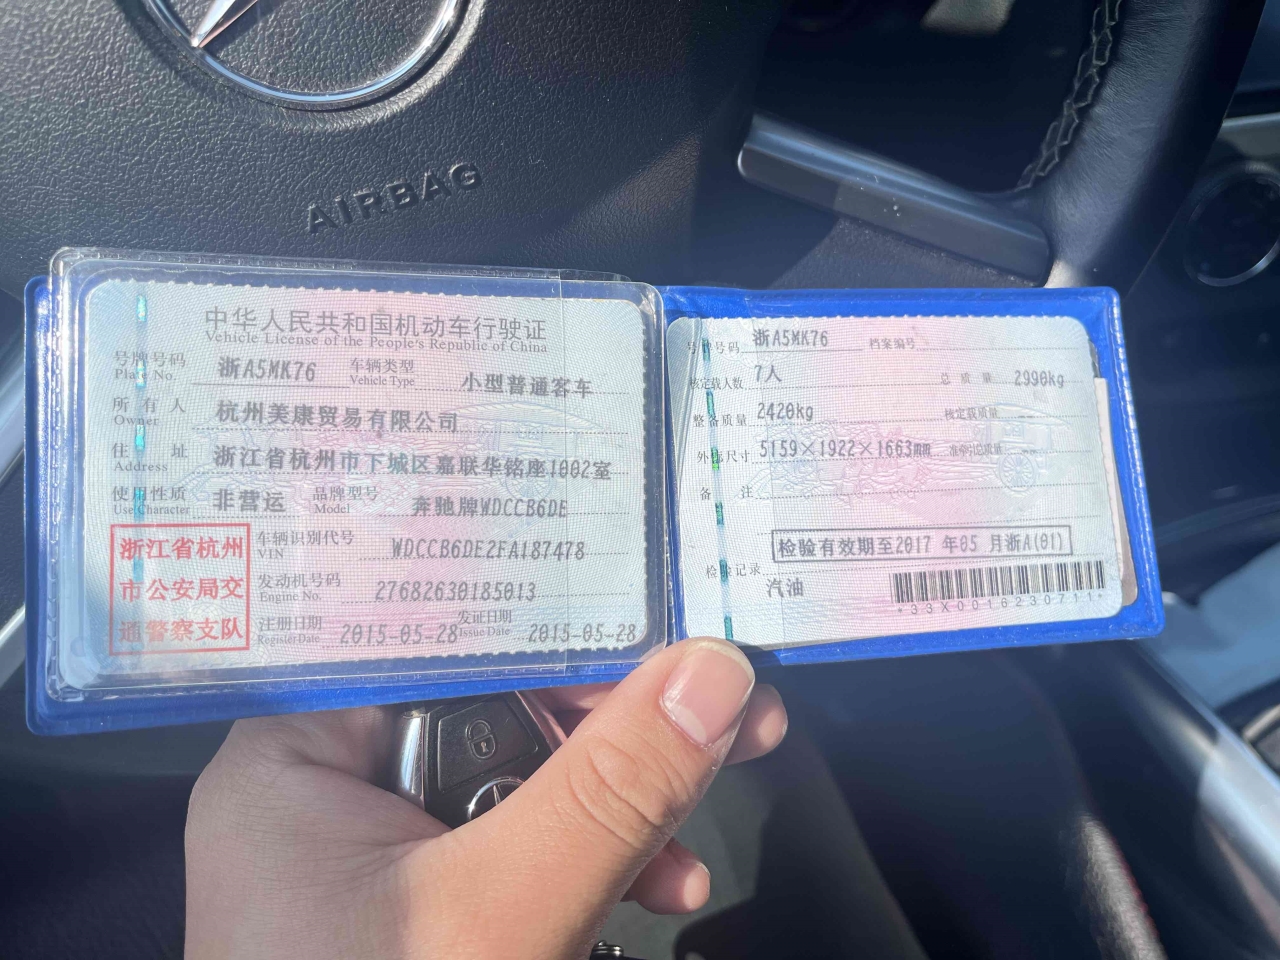 AIRBAG
中华人民共和国机动车行驶证
Vehicle License of the People's Republic of China
号牌号码 浙A5MK76 车辆类型 小型普通客车
Plate No. Vehicle Type
所有人 杭州美康贸易有限公司
Owner
住址 浙江省杭州市下城区嘉联华铭座1002室
Address
使用性质 非营运 品牌型号 奔驰牌WDCCB6DE
Use Character Model
浙江省杭州
市公安局交
通警察支队
车辆识别代号 WDCCB6DE2FA187478
VIN
发动机号码 27682630185013
Engine No.
注册日期 2015-05-28 发证日期 2015-05-28
Register Date Issue Date
号牌号码 浙A5MK76 档案编号
核定载人数 7人 总质量 2990kg
整备质量 2420kg 核定载质量 --
外廓尺寸 5159×1922×1663mm 准牵引总质量 --
备注
检验有效期至2017年05月浙A(01)
检验记录
汽油
*33X0016230711*